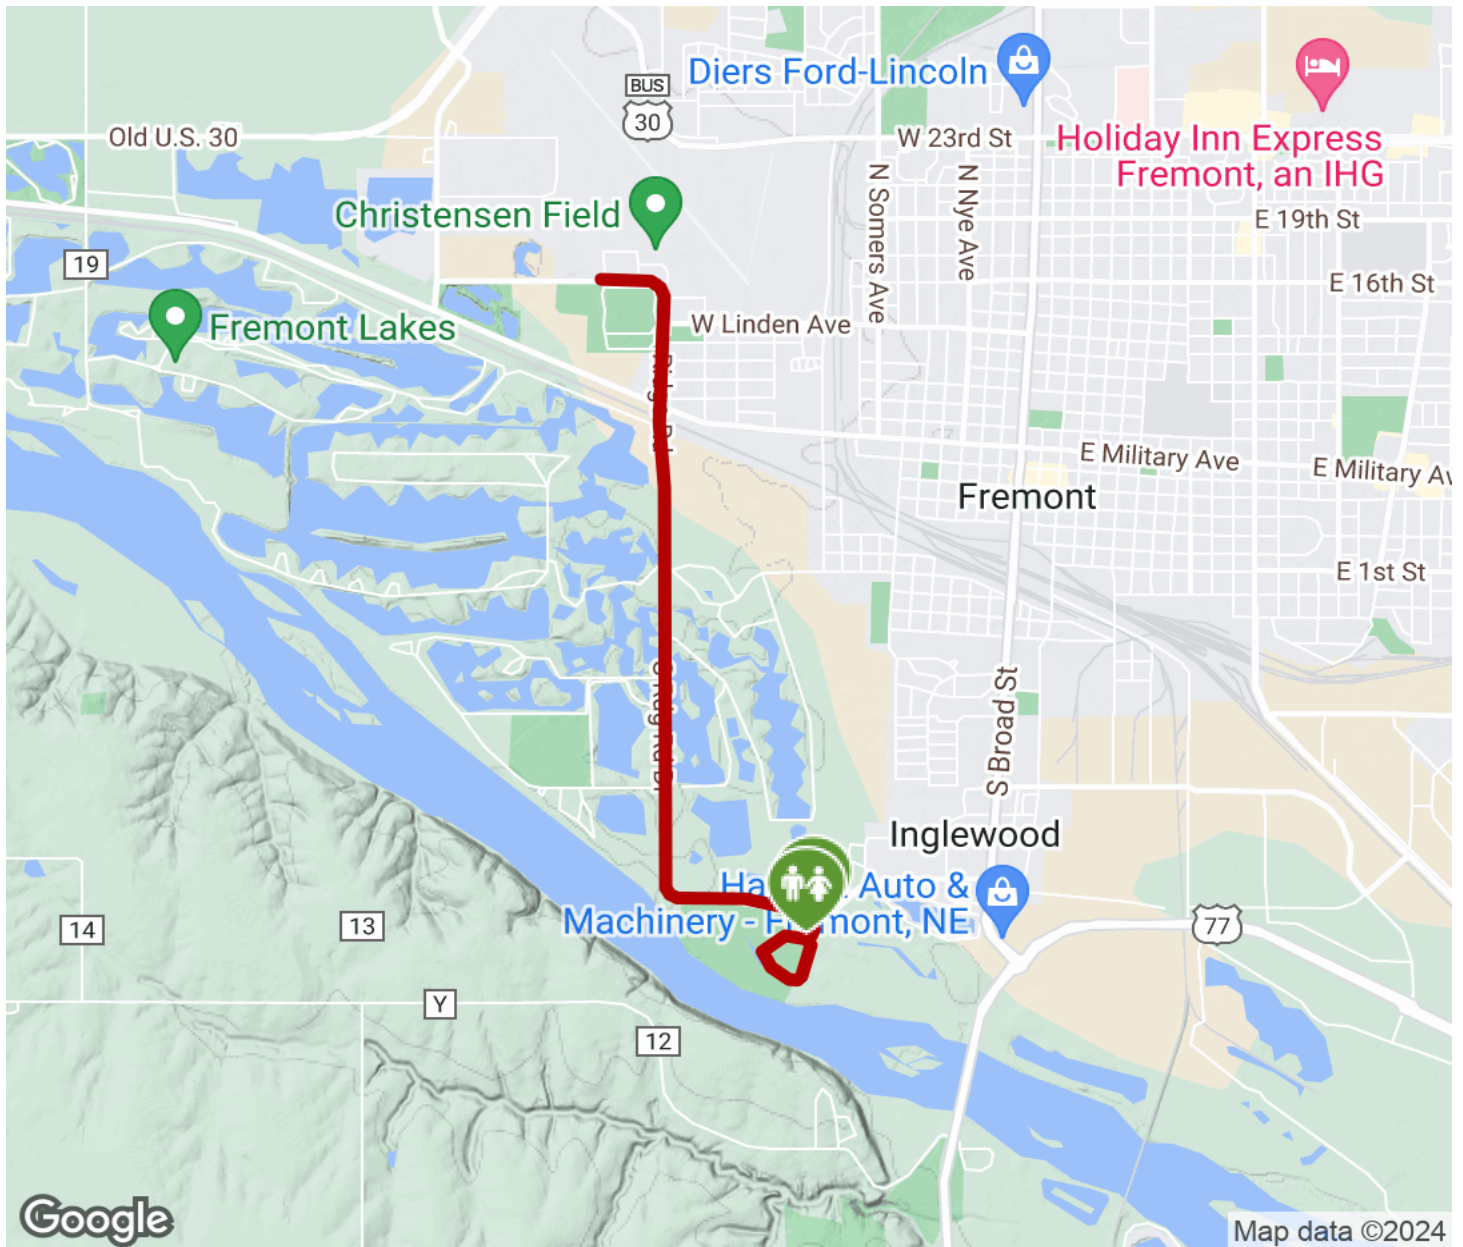 BUS
30
Diers Ford-Lincoln
Old U.S. 30
W 23rd St
Holiday Inn Express
Fremont, an IHG
N Somers Ave
N Nye Ave
Christensen Field
E 19th St
19
E 16th St
Fremont Lakes
W Linden Ave
E Military Ave
E Military Av
Fremont
E 1st St
S Broad St
Inglewood
Auto &
Machinery - Fremont, NE
77
14
13
Y
12
Google
Map data ©2024